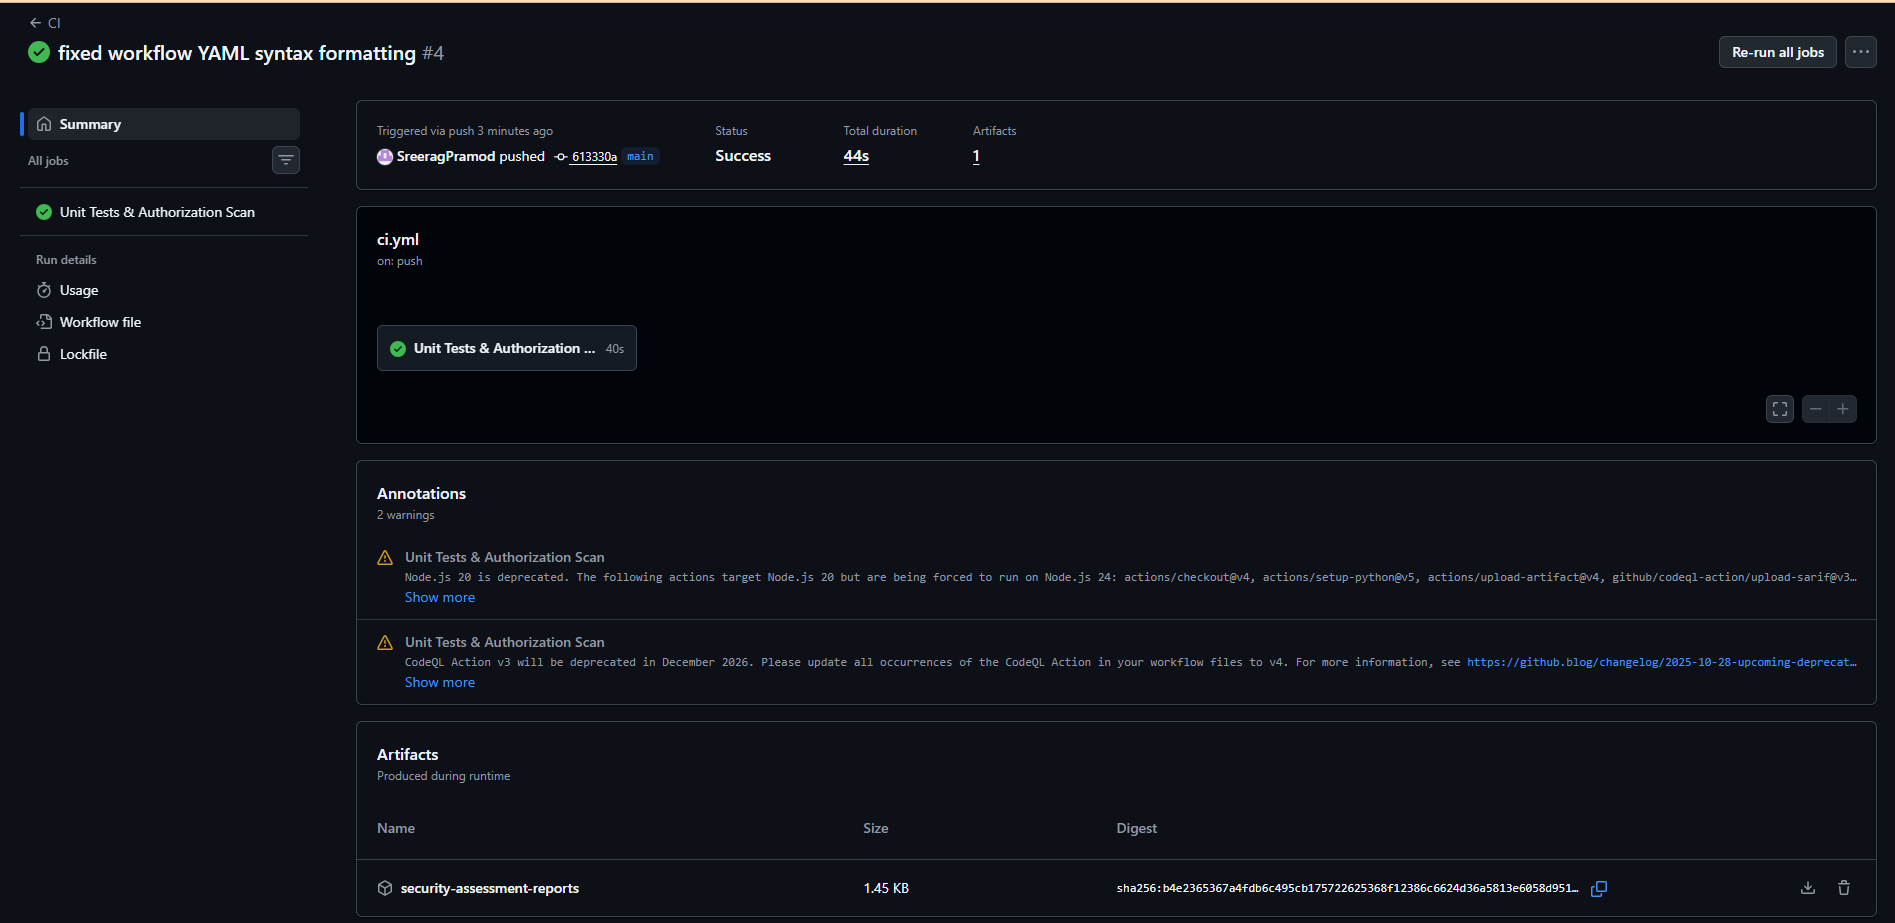 CI
fixed workflow YAML syntax formatting #4
Re-run all jobs
Summary
All jobs
Unit Tests & Authorization Scan
Run details
Usage
Workflow file
Lockfile
Triggered via push 3 minutes ago
SreeragPramod pushed 613330a main
Status
Success
Total duration
44s
Artifacts
1
ci.yml
on: push
Unit Tests & Authorization ... 40s
Annotations
2 warnings
Unit Tests & Authorization Scan
Node.js 20 is deprecated. The following actions target Node.js 20 but are being forced to run on Node.js 24: actions/checkout@v4, actions/setup-python@v5, actions/upload-artifact@v4, github/codeql-action/upload-sarif@v3…
Show more
Unit Tests & Authorization Scan
CodeQL Action v3 will be deprecated in December 2026. Please update all occurrences of the CodeQL Action in your workflow files to v4. For more information, see https://github.blog/changelog/2025-10-28-upcoming-deprecat…
Show more
Artifacts
Produced during runtime
Name Size Digest
security-assessment-reports 1.45 KB sha256:b4e2365367a4fdb6c495cb175722625368f12386c6624d36a5813e6058d951…